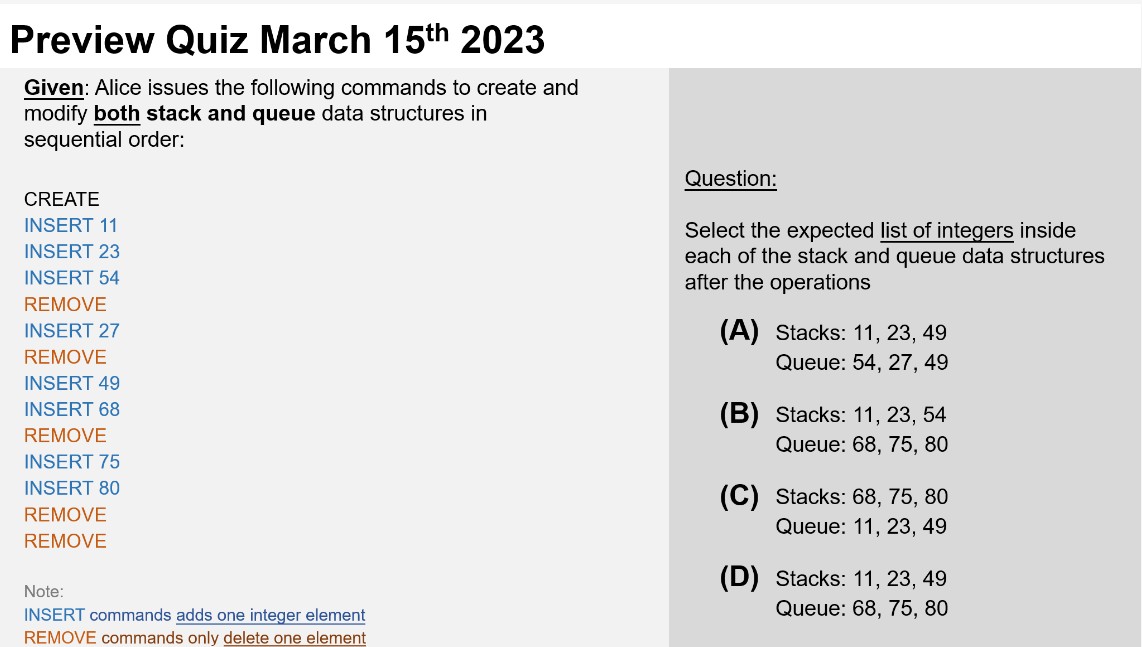 Preview Quiz March 15th 2023
Given: Alice issues the following commands to create and
modify both stack and queue data structures in
sequential order:
CREATE
INSERT 11
INSERT 23
INSERT 54
REMOVE
INSERT 27
REMOVE
INSERT 49
INSERT 68
REMOVE
INSERT 75
INSERT 80
REMOVE
REMOVE
Note:
INSERT commands adds one integer element
REMOVE commands only delete one element
Question:
Select the expected list of integers inside
each of the stack and queue data structures
after the operations
(A) Stacks: 11, 23, 49
Queue: 54, 27, 49
(B) Stacks: 11, 23, 54
Queue: 68, 75, 80
(C) Stacks: 68, 75, 80
Queue: 11, 23, 49
(D) Stacks: 11, 23, 49
Queue: 68, 75, 80